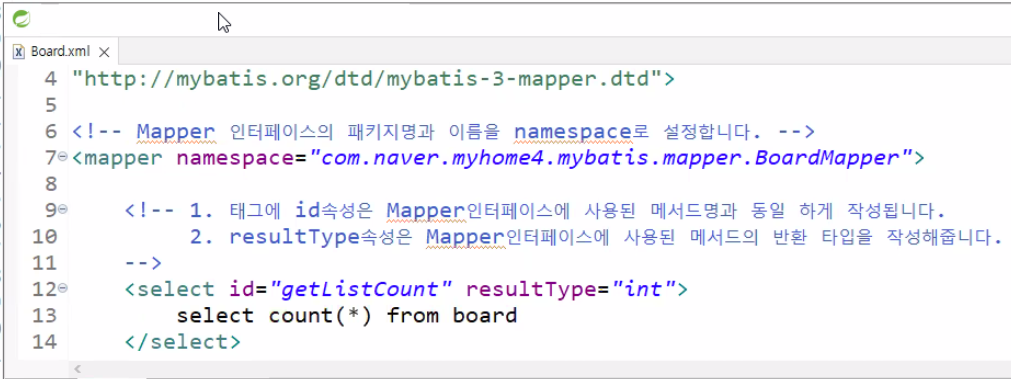 Board.xml
4 "http://mybatis.org/dtd/mybatis-3-mapper.dtd">
5
6 <!-- Mapper 인터페이스의 패키지명과 이름을 namespace로 설정합니다. -->
7 <mapper namespace="com.naver.myhome4.mybatis.mapper.BoardMapper">
8
9 <!-- 1. 태그에 id속성은 Mapper인터페이스에 사용된 메서드명과 동일 하게 작성됩니다.
10 2. resultType속성은 Mapper인터페이스에 사용된 메서드의 반환 타입을 작성해줍니다.
11 -->
12 <select id="getListCount" resultType="int">
13 select count(*) from board
14 </select>